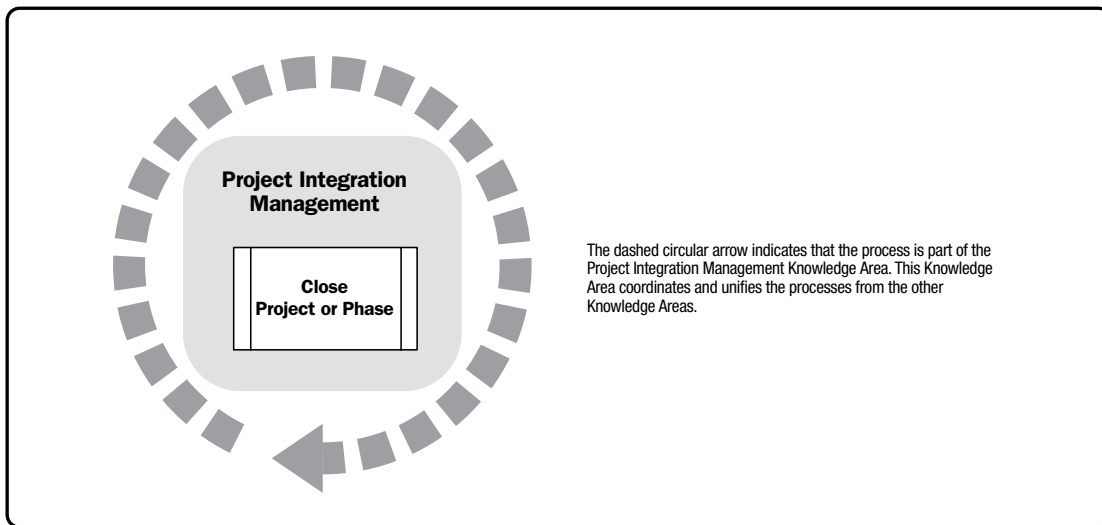 Project Integration
Management
Close
Project or Phase
The dashed circular arrow indicates that the process is part of the
Project Integration Management Knowledge Area. This Knowledge
Area coordinates and unifies the processes from the other
Knowledge Areas.